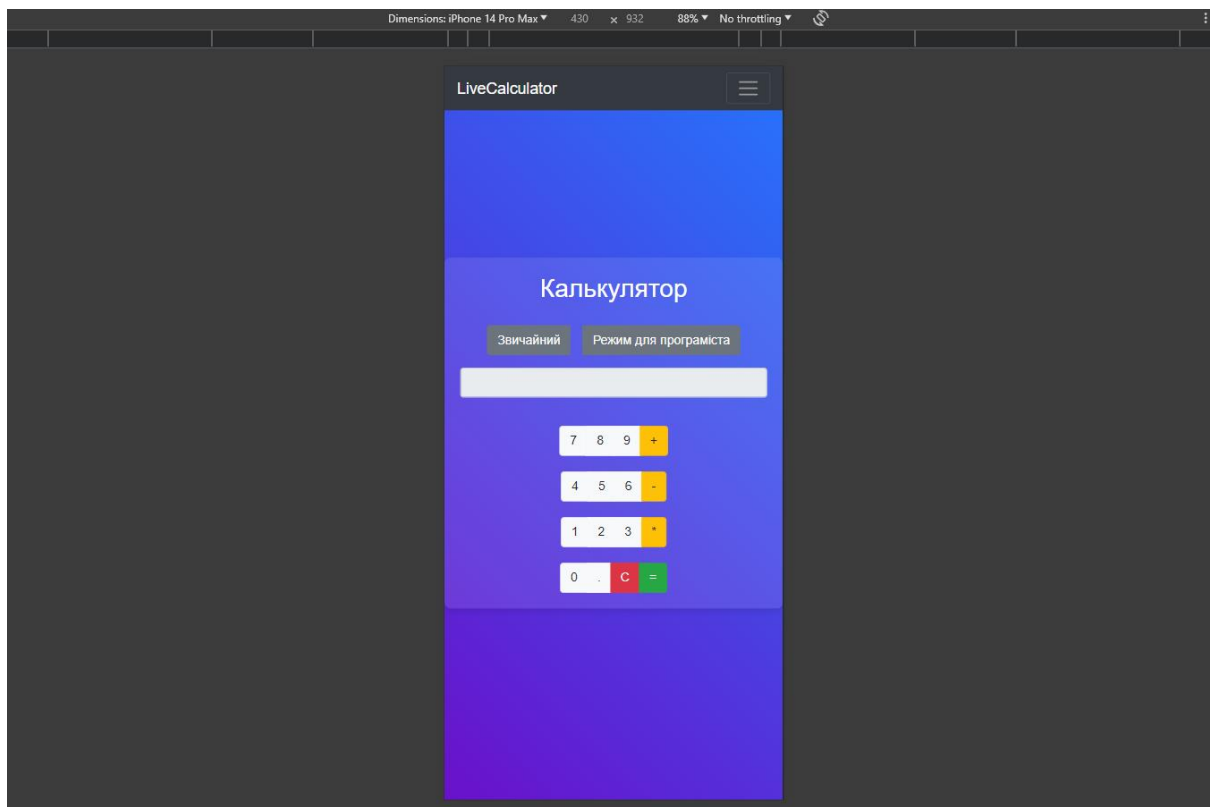 Dimensions: iPhone 14 Pro Max ▼ 430 x 932 88% ▼ No throttling ▼
LiveCalculator
Калькулятор
Звичайний Режим для програміста
7 8 9 +
4 5 6 -
1 2 3 *
0 . C =